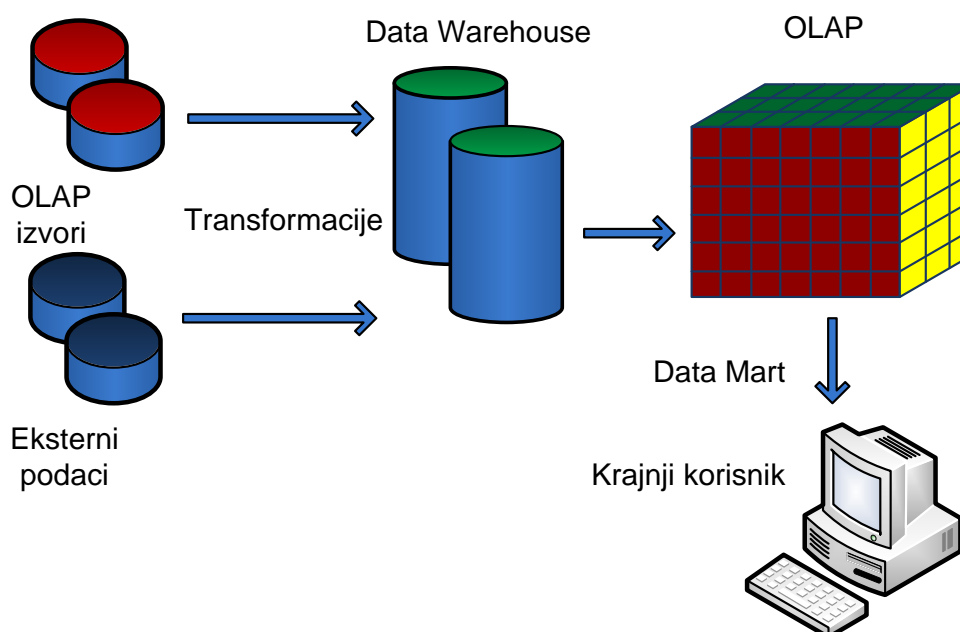 Data Warehouse
OLAP
OLAP
izvori
Transformacije
Eksterni
podaci
Data Mart
Krajnji korisnik